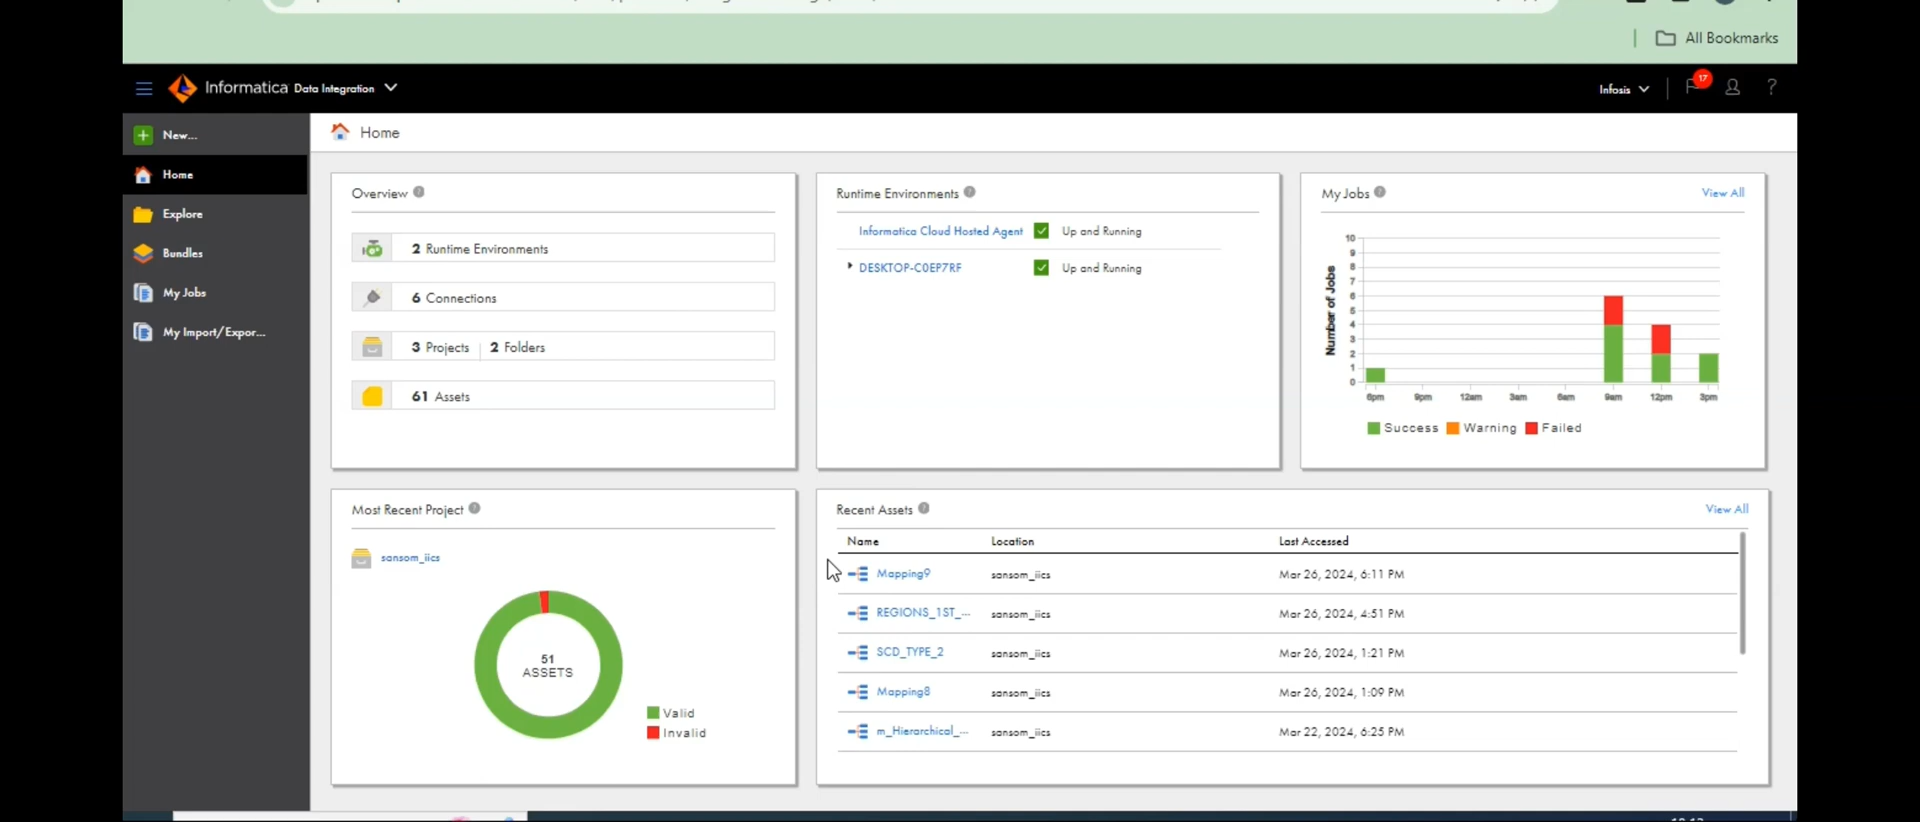 All Bookmarks
Informatica Data Integration
Infosis
17
?
New...
Home
Explore
Bundles
My Jobs
My Import/Expor...
Home
Overview
2 Runtime Environments
6 Connections
3 Projects | 2 Folders
61 Assets
Runtime Environments
Informatica Cloud Hosted Agent Up and Running
DESKTOP-C0EP7RF Up and Running
My Jobs View All
Number of Jobs
10
9
8
7
6
5
4
3
2
1
0
6pm 9pm 12am 3am 6am 9am 12pm 3pm
Success Warning Failed
Most Recent Project
sansom_iics
51
ASSETS
Valid
Invalid
Recent Assets View All
Name Location Last Accessed
Mapping9 sansom_iics Mar 26, 2024, 6:11 PM
REGIONS_1ST_... sansom_iics Mar 26, 2024, 4:51 PM
SCD_TYPE_2 sansom_iics Mar 26, 2024, 1:21 PM
Mapping8 sansom_iics Mar 26, 2024, 1:09 PM
m_Hierarchical_... sansom_iics Mar 22, 2024, 6:25 PM